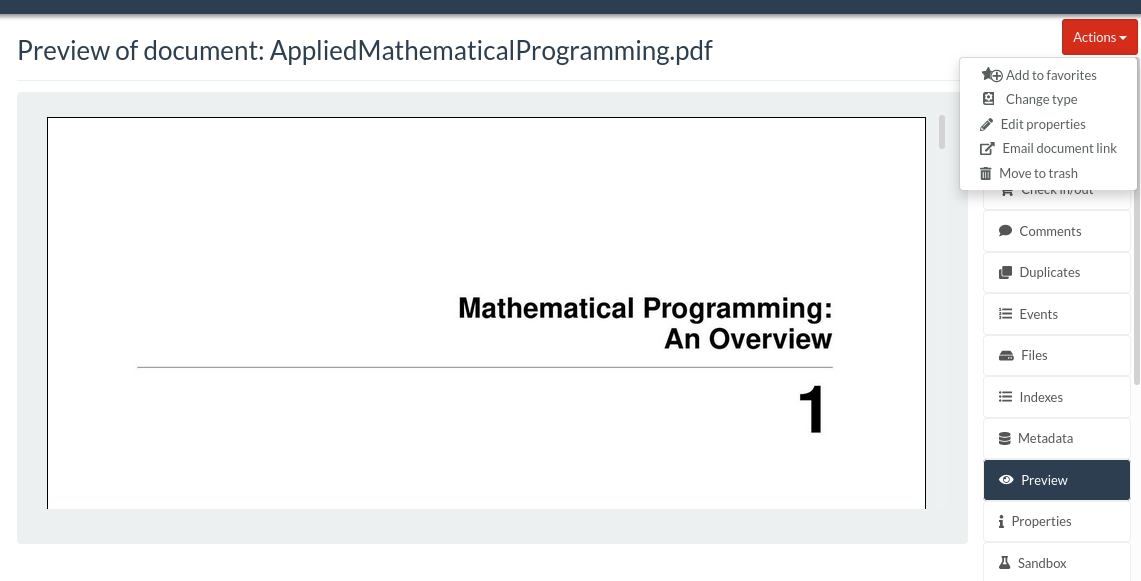 Preview of document: AppliedMathematicalProgramming.pdf
Actions
Add to favorites
Change type
Edit properties
Email document link
Move to trash
Check in/out
Comments
Duplicates
Events
Files
Indexes
Metadata
Preview
Properties
Sandbox
Mathematical Programming:
An Overview
1